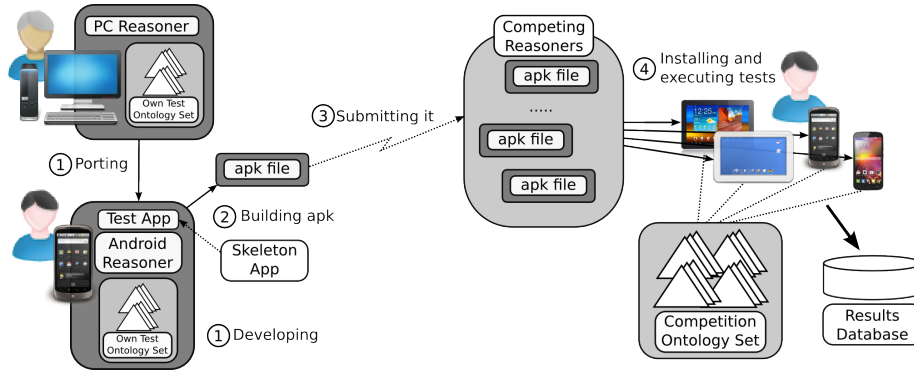 PC Reasoner
Own Test
Ontology Set
1 Porting
Test App
Android
Reasoner
Own Test
Ontology Set
1 Developing
apk file
2 Building apk
Skeleton
App
3 Submitting it
Competing
Reasoners
apk file
.....
apk file
apk file
4 Installing and
executing tests
Competition
Ontology Set
Results
Database